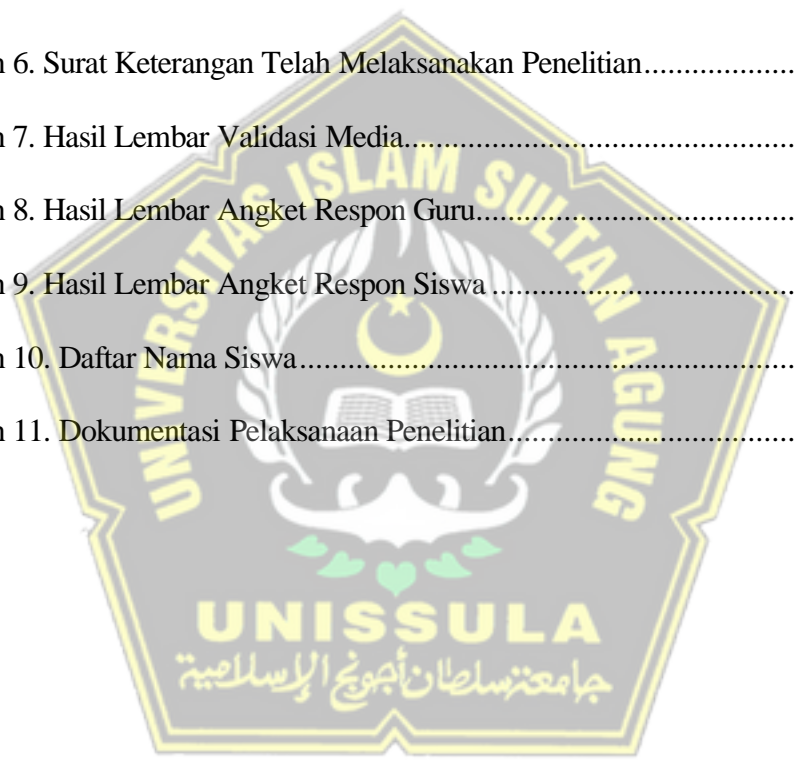 n 6. Surat Keterangan Telah Melaksanakan Penelitian...................
n 7. Hasil Lembar Validasi Media.................................................
n 8. Hasil Lembar Angket Respon Guru........................................
n 9. Hasil Lembar Angket Respon Siswa ......................................
n 10. Daftar Nama Siswa..............................................................
n 11. Dokumentasi Pelaksanaan Penelitian....................................
UNIVERSITAS ISLAM SULTAN AGUNG
UNISSULA
جامعة سلطان أجونج الإسلامية